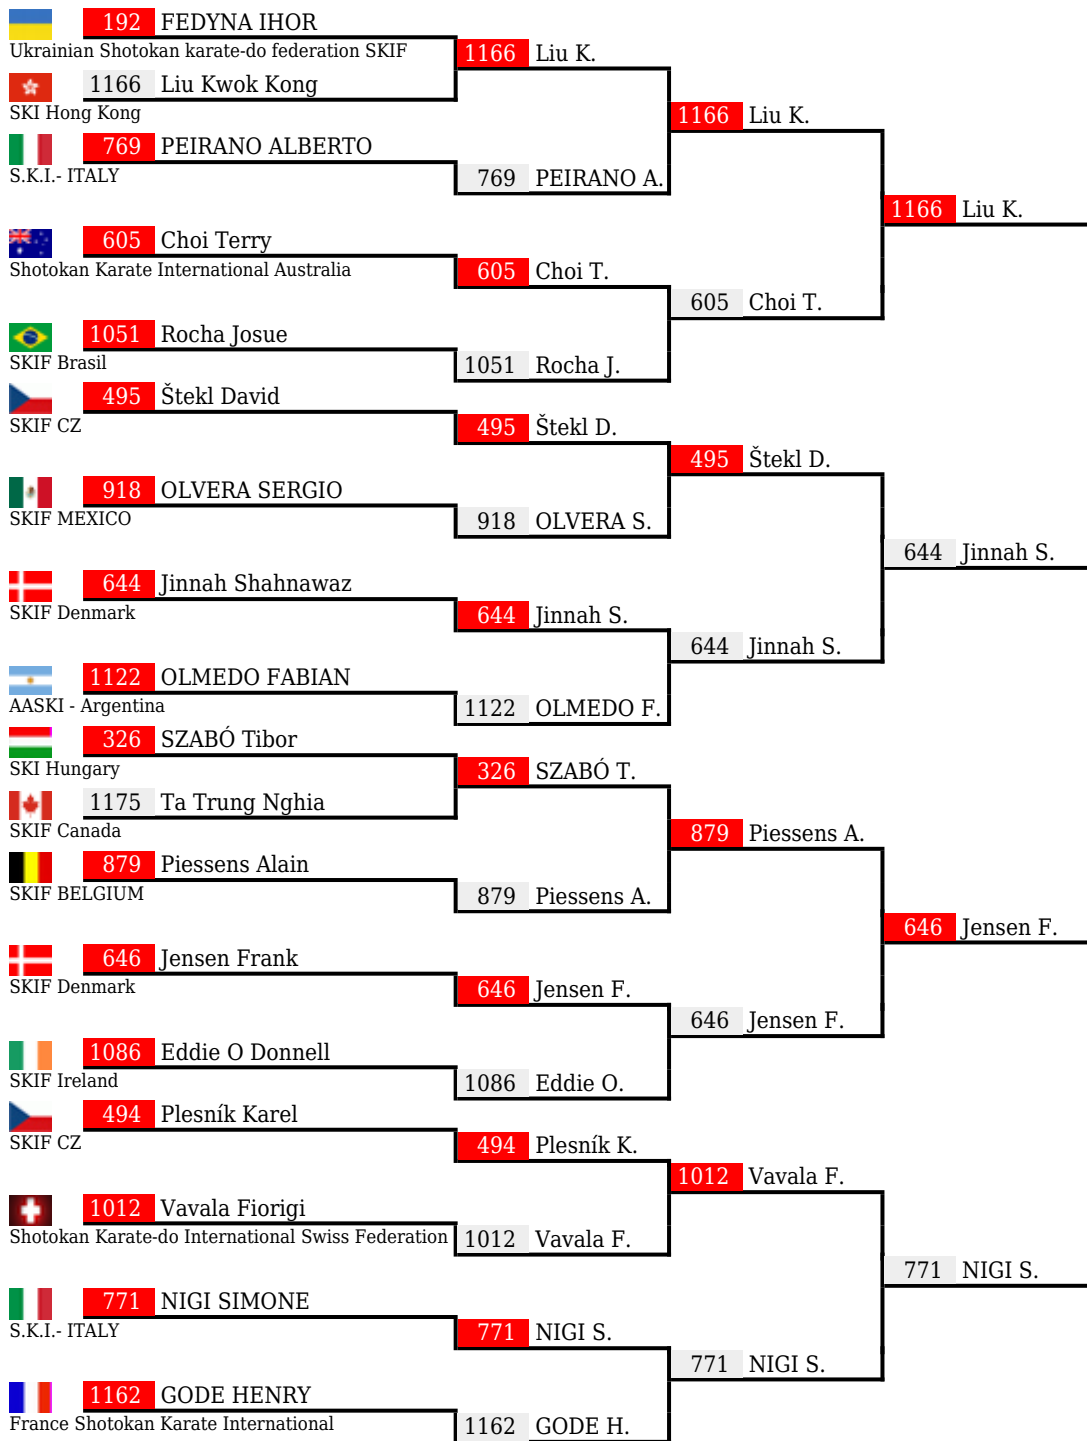 192 FEDYNA IHOR
Ukrainian Shotokan karate-do federation SKIF
1166 Liu K.
1166 Liu Kwok Kong
SKI Hong Kong
1166 Liu K.
769 PEIRANO ALBERTO
S.K.I.- ITALY
769 PEIRANO A.
1166 Liu K.
605 Choi Terry
Shotokan Karate International Australia
605 Choi T.
605 Choi T.
1051 Rocha Josue
SKIF Brasil
1051 Rocha J.
495 Štekl David
SKIF CZ
495 Štekl D.
495 Štekl D.
918 OLVERA SERGIO
SKIF MEXICO
918 OLVERA S.
644 Jinnah S.
644 Jinnah Shahnawaz
SKIF Denmark
644 Jinnah S.
644 Jinnah S.
1122 OLMEDO FABIAN
AASKI - Argentina
1122 OLMEDO F.
326 SZABÓ Tibor
SKI Hungary
326 SZABÓ T.
1175 Ta Trung Nghia
SKIF Canada
879 Piessens A.
879 Piessens Alain
SKIF BELGIUM
879 Piessens A.
646 Jensen F.
646 Jensen Frank
SKIF Denmark
646 Jensen F.
646 Jensen F.
1086 Eddie O Donnell
SKIF Ireland
1086 Eddie O.
494 Plesník Karel
SKIF CZ
494 Plesník K.
1012 Vavala F.
1012 Vavala Fiorigi
Shotokan Karate-do International Swiss Federation
1012 Vavala F.
771 NIGI S.
771 NIGI SIMONE
S.K.I.- ITALY
771 NIGI S.
771 NIGI S.
1162 GODE HENRY
France Shotokan Karate International
1162 GODE H.